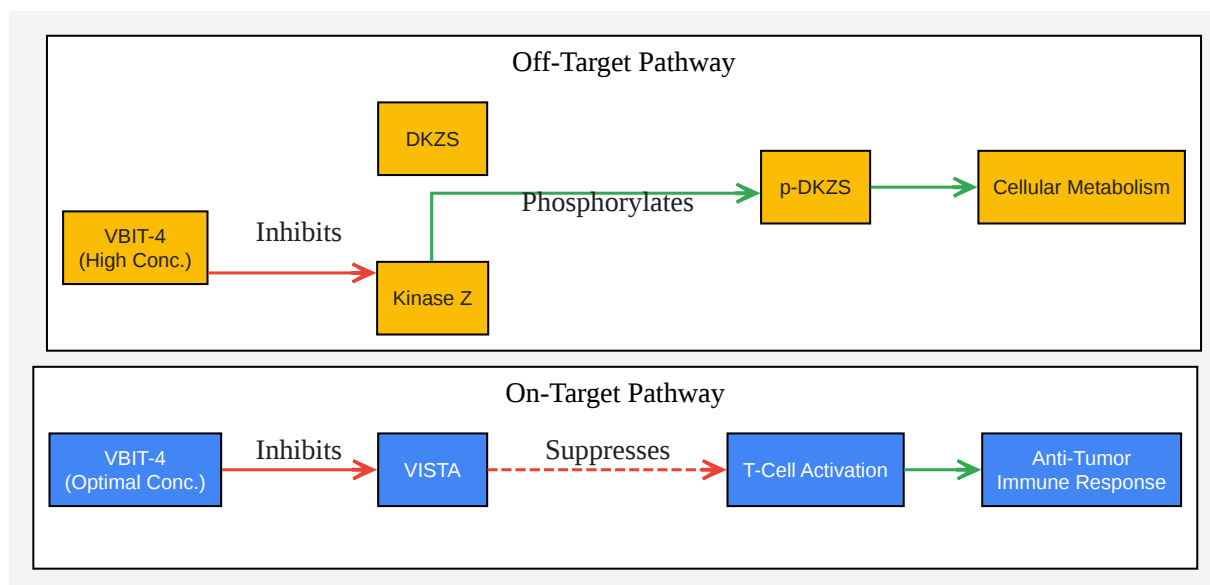 Off-Target Pathway
DKZS
Phosphorylates
p-DKZS
Cellular Metabolism
VBIT-4
(High Conc.)
Inhibits
Kinase Z
On-Target Pathway
VBIT-4
(Optimal Conc.)
Inhibits
VISTA
Suppresses
T-Cell Activation
Anti-Tumor
Immune Response